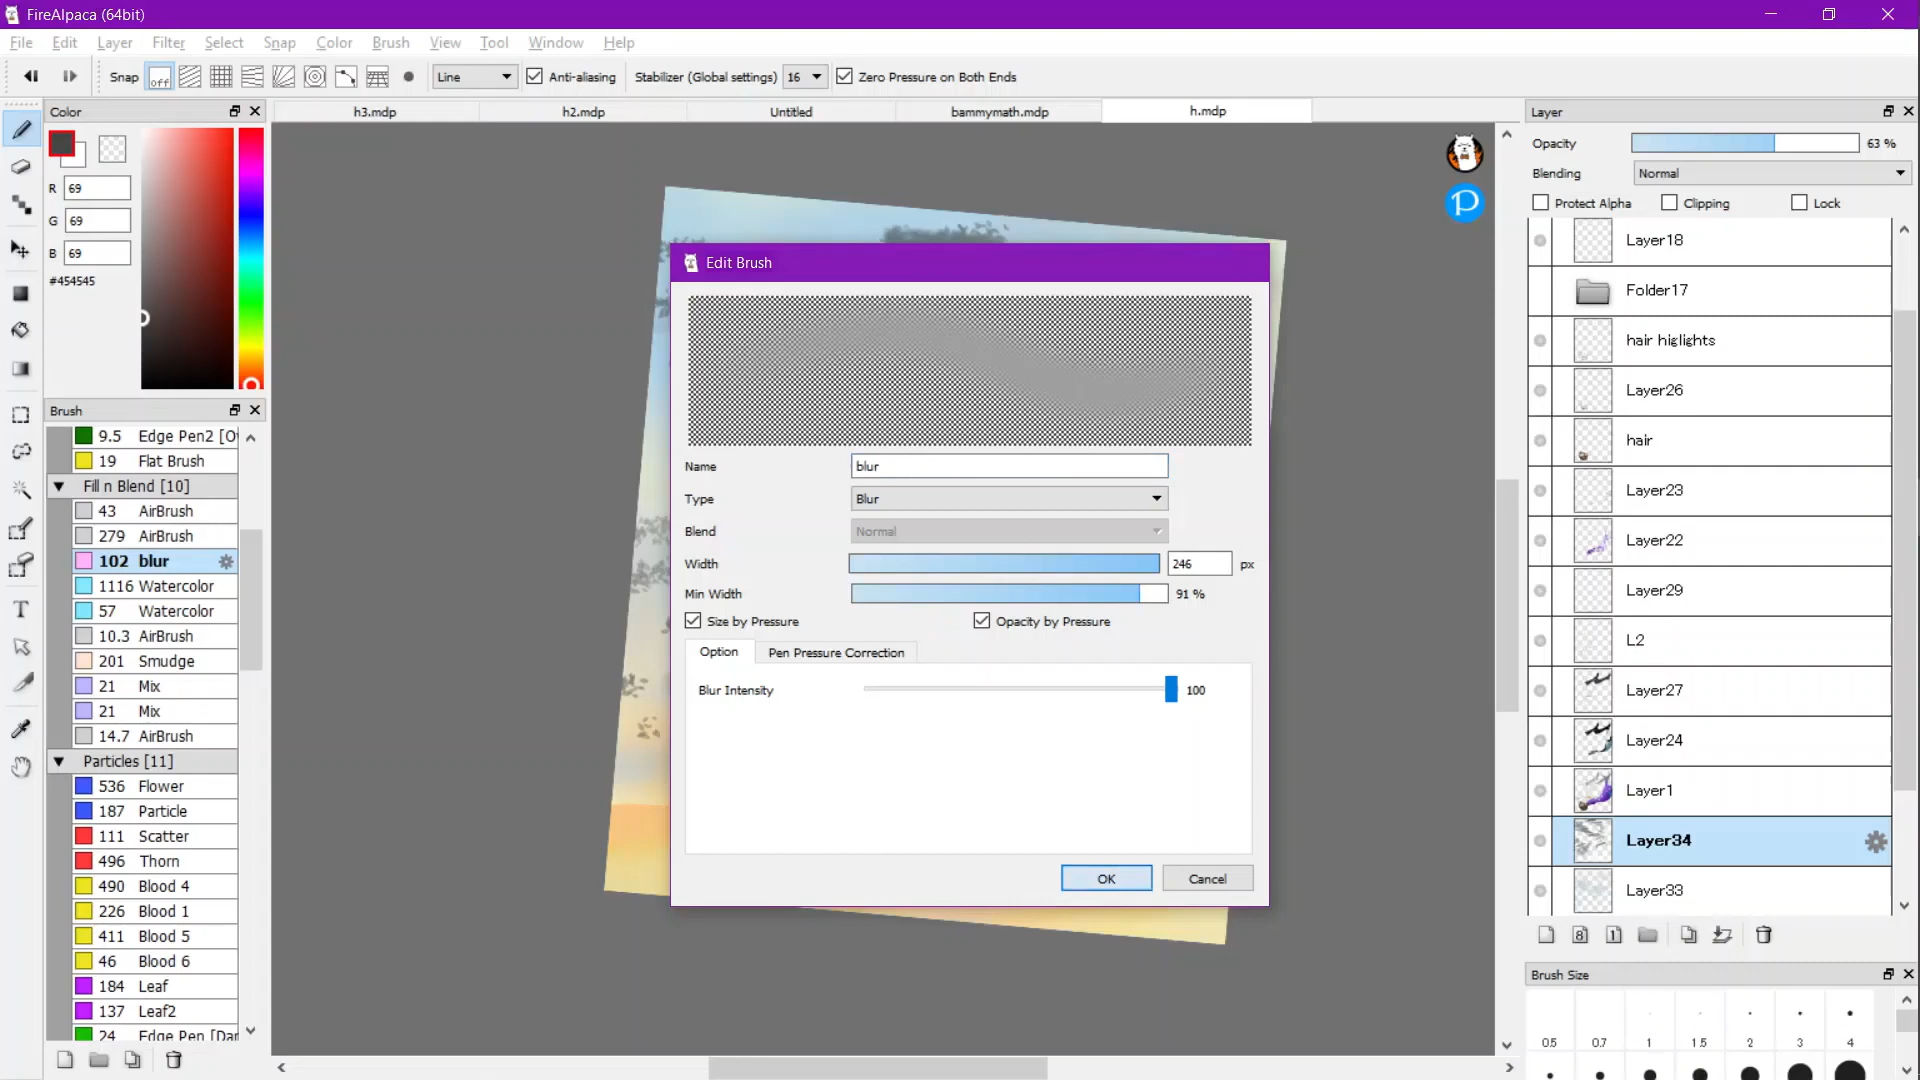 FireAlpaca (64bit)
File Edit Layer Filter Select Snap Color Brush View Tool Window Help
Snap off Line Anti-aliasing Stabilizer (Global settings) 16 Zero Pressure on Both Ends
Color
h3.mdp h2.mdp Untitled bammymath.mdp h.mdp
R 69
G 69
B 69
#454545
Brush
9.5 Edge Pen2 [O
19 Flat Brush
Fill n Blend [10]
43 AirBrush
279 AirBrush
102 blur
1116 Watercolor
57 Watercolor
10.3 AirBrush
201 Smudge
21 Mix
21 Mix
14.7 AirBrush
Particles [11]
536 Flower
187 Particle
111 Scatter
496 Thorn
490 Blood 4
226 Blood 1
411 Blood 5
46 Blood 6
184 Leaf
137 Leaf2
24 Edge Pen [Dar
Edit Brush
Name blur
Type Blur
Blend Normal
Width 246 px
Min Width 91 %
Size by Pressure Opacity by Pressure
Option Pen Pressure Correction
Blur Intensity 100
OK Cancel
P
Layer
Opacity 63 %
Blending Normal
Protect Alpha Clipping Lock
Layer18
Folder17
hair higlights
Layer26
hair
Layer23
Layer22
Layer29
L2
Layer27
Layer24
Layer1
Layer34
Layer33
8 1
Brush Size
0.5 0.7 1 1.5 2 3 4